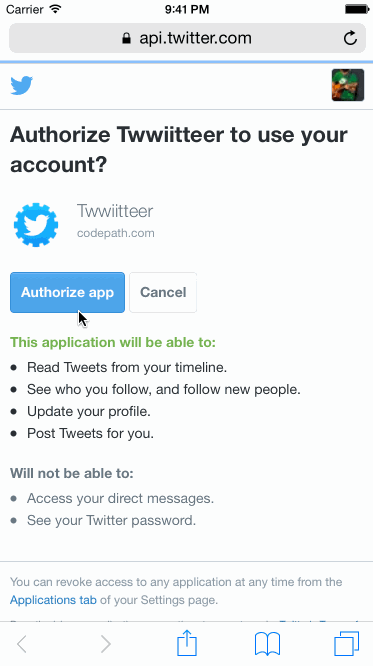 Carrier 9:41 PM
api.twitter.com
Authorize Twwiitteer to use your
account?
Twwiitteer
codepath.com
Authorize app Cancel
This application will be able to:
• Read Tweets from your timeline.
• See who you follow, and follow new people.
• Update your profile.
• Post Tweets for you.
Will not be able to:
• Access your direct messages.
• See your Twitter password.
You can revoke access to any application at any time from the
Applications tab of your Settings page.